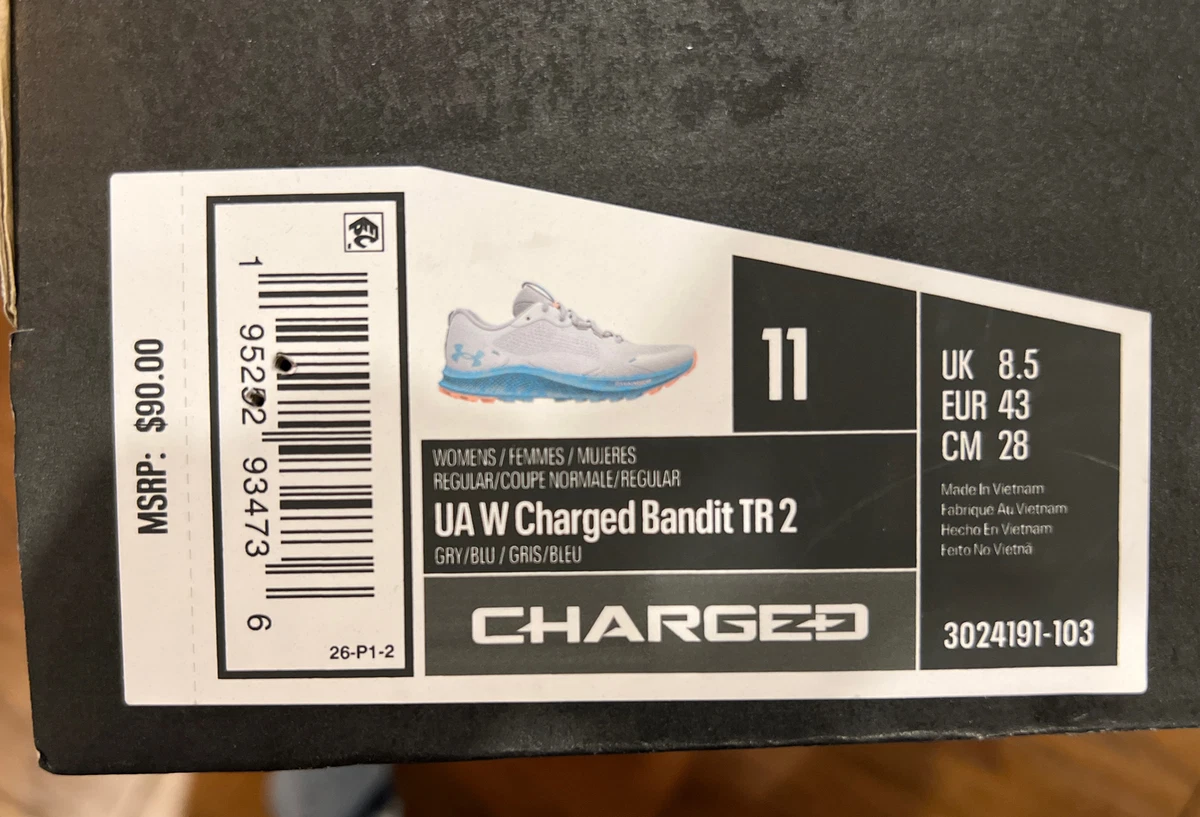 MSRP: $90.00
1 95252 93473 6
26-P1-2
11
UK 8.5
EUR 43
CM 28
WOMENS / FEMMES / MUJERES
REGULAR/COUPE NORMALE/REGULAR
UA W Charged Bandit TR 2
GRY/BLU / GRIS/BLEU
CHARGED
Made In Vietnam
Fabriqué Au Vietnam
Hecho En Vietnam
Feito No Vietnã
3024191-103